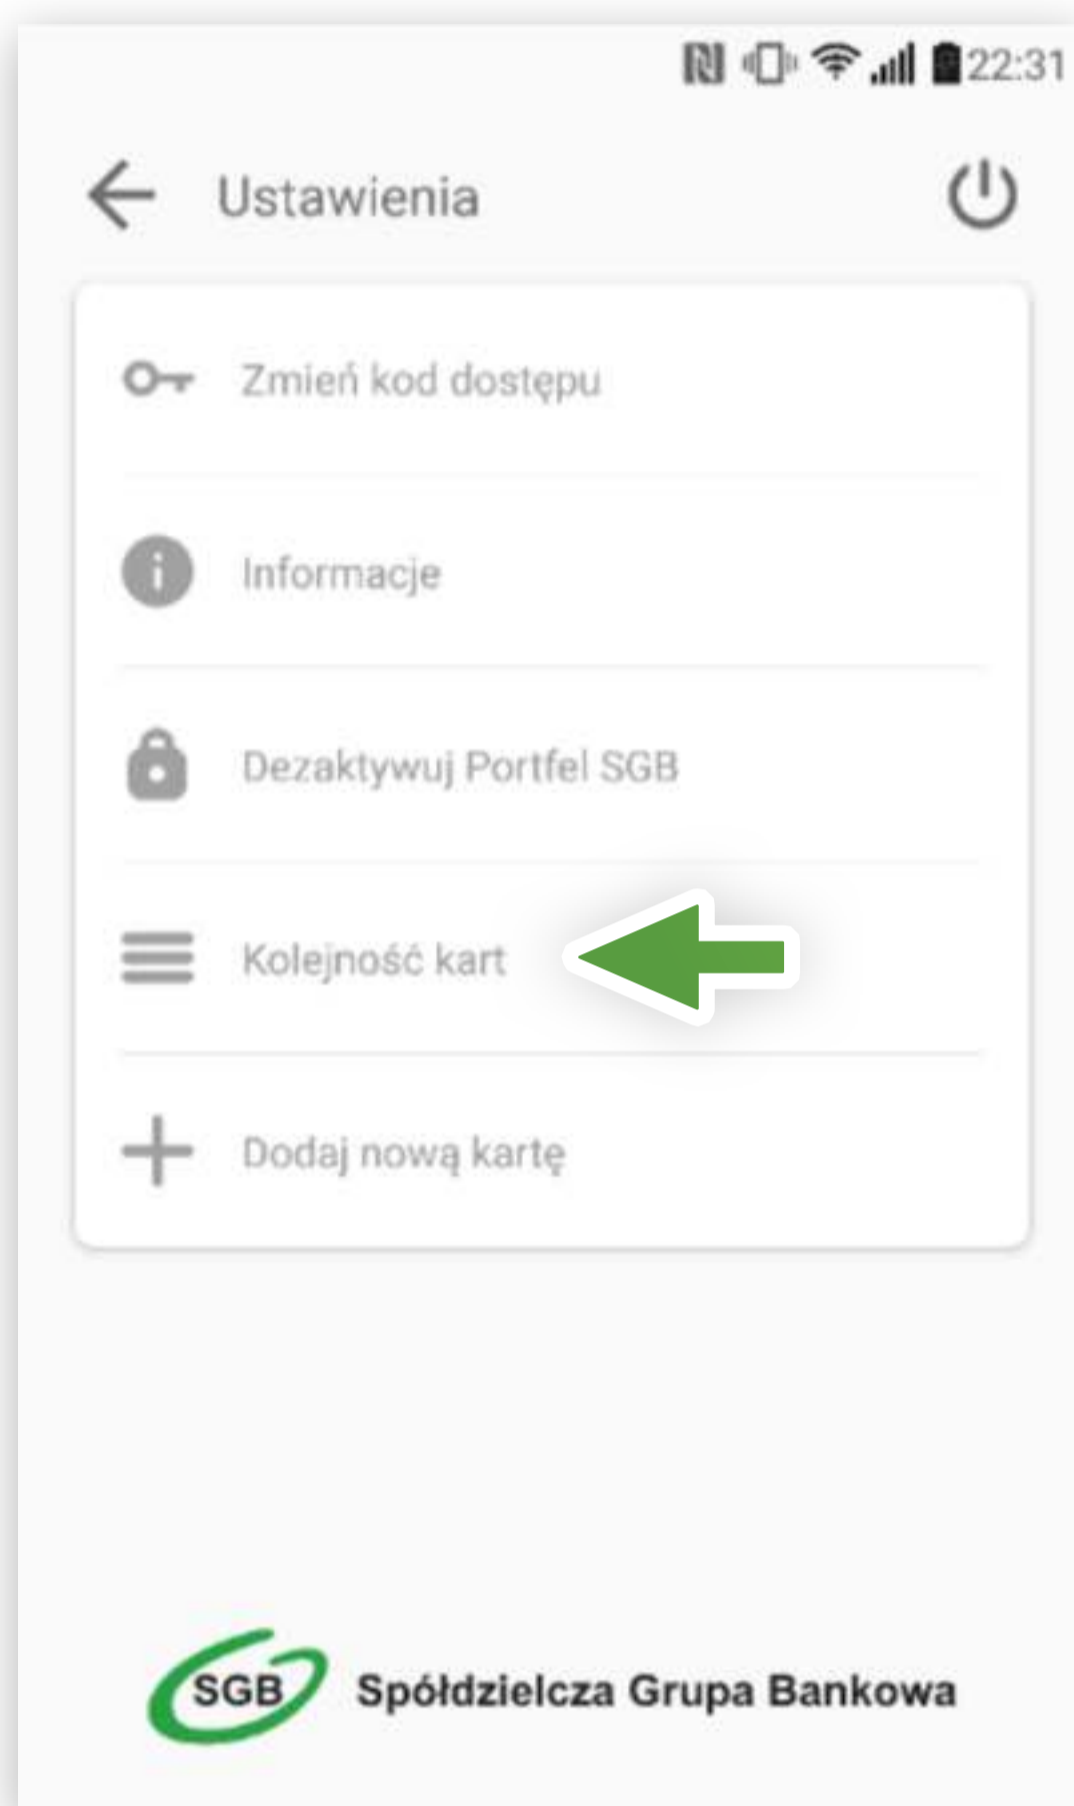 22:31
Ustawienia
Zmień kod dostępu
Informacje
Dezaktywuj Portfel SGB
Kolejność kart
Dodaj nową kartę
SGB Spółdzielcza Grupa Bankowa